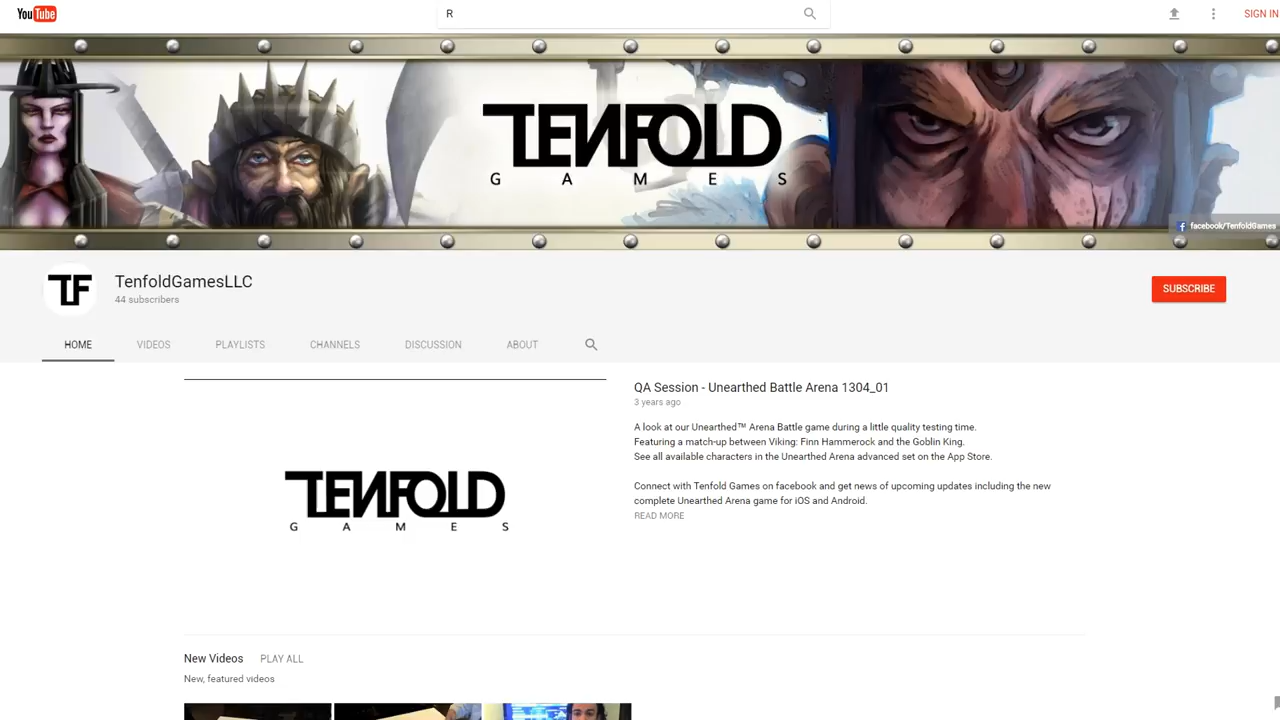 YouTube
R
SIGN IN
TENFOLD
GAMES
facebook/TenfoldGames
TF
TenfoldGamesLLC
44 subscribers
SUBSCRIBE
HOME
VIDEOS
PLAYLISTS
CHANNELS
DISCUSSION
ABOUT
TENFOLD
GAMES
QA Session - Unearthed Battle Arena 1304_01
3 years ago
A look at our Unearthed™ Arena Battle game during a little quality testing time.
Featuring a match-up between Viking: Finn Hammerock and the Goblin King.
See all available characters in the Unearthed Arena advanced set on the App Store.
Connect with Tenfold Games on facebook and get news of upcoming updates including the new
complete Unearthed Arena game for iOS and Android.
READ MORE
New Videos
PLAY ALL
New, featured videos